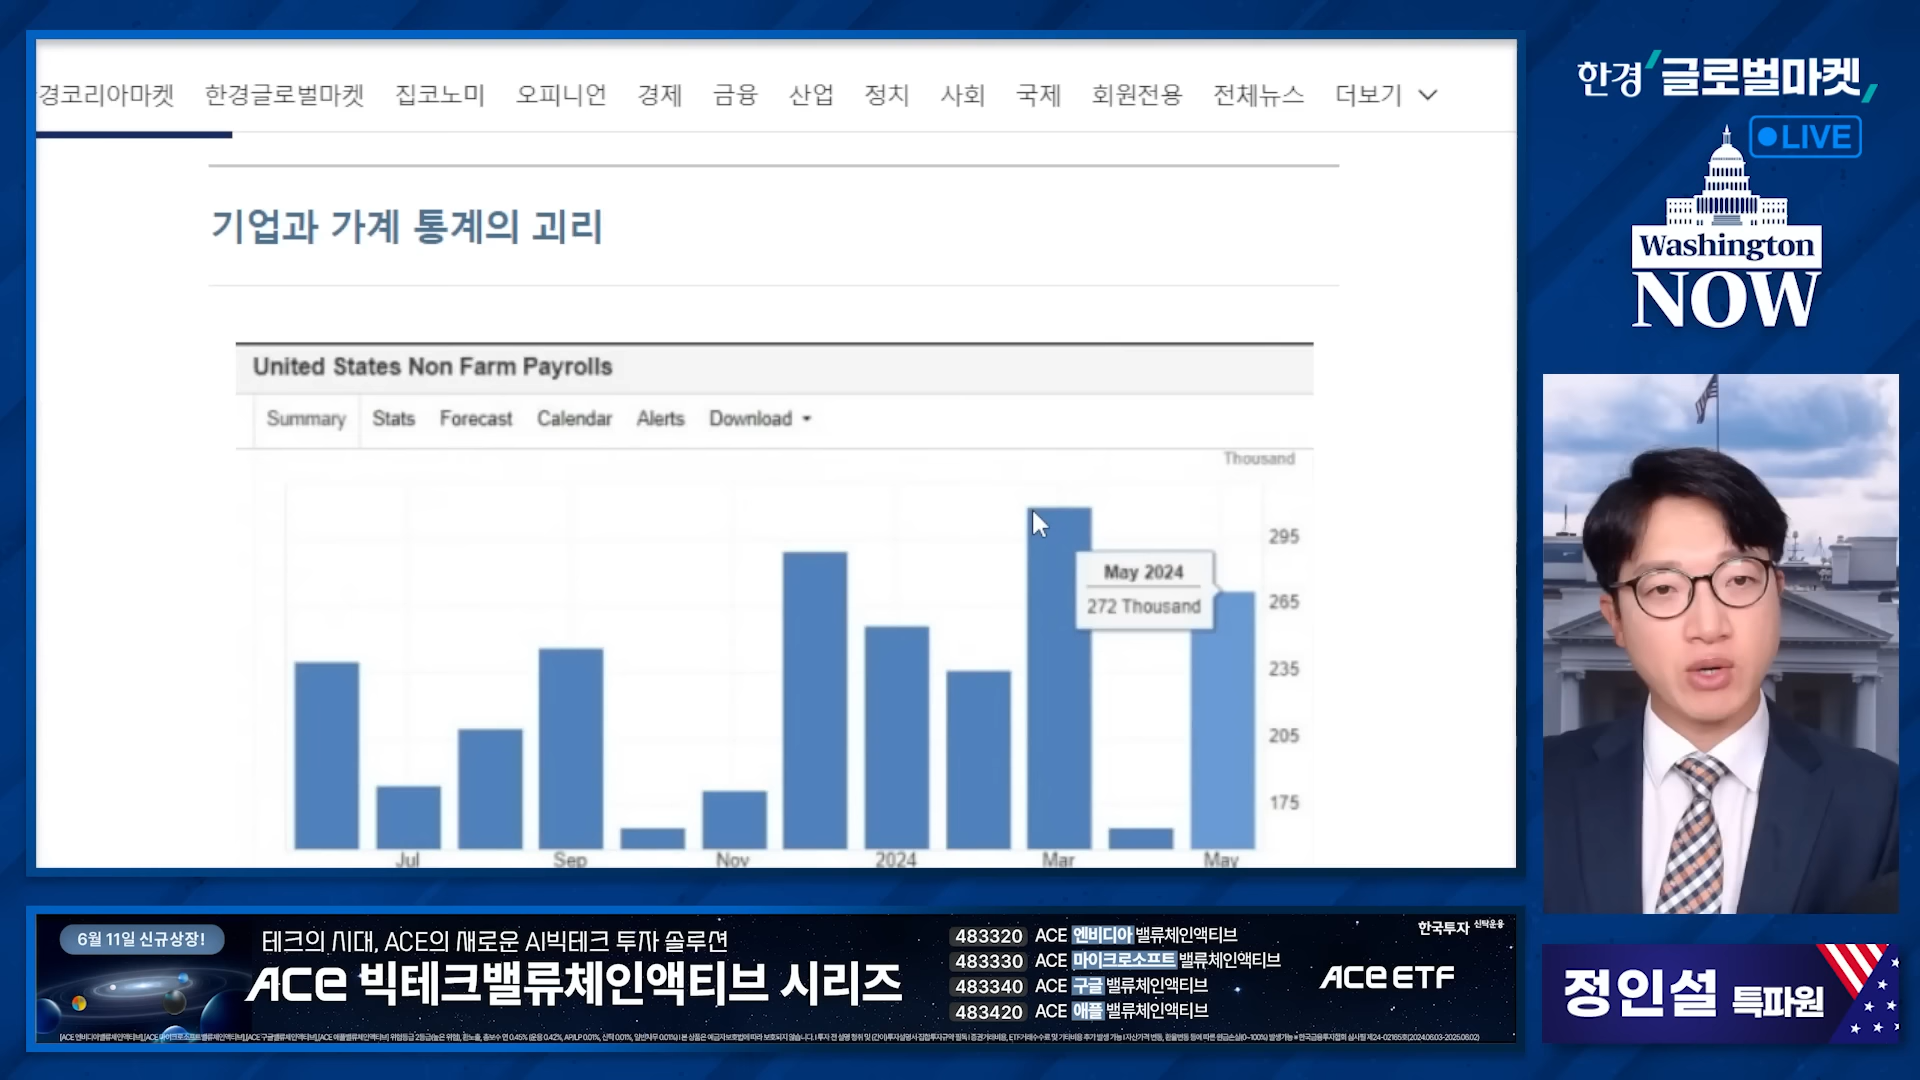 경코리아마켓 한경글로벌마켓 집코노미 오피니언 경제 금융 산업 정치 사회 국제 회원전용 전체뉴스 더보기
기업과 가계 통계의 괴리
United States Non Farm Payrolls
Summary Stats Forecast Calendar Alerts Download
Thousand
295
265
235
205
175
May 2024
272 Thousand
Jul Sep Nov 2024 Mar May
한경 글로벌마켓
LIVE
Washington
NOW
정인설 특파원
6월 11일 신규상장!
테크의 시대, ACE의 새로운 AI빅테크 투자 솔루션
ACE 빅테크밸류체인액티브 시리즈
483320 ACE 엔비디아 밸류체인액티브
483330 ACE 마이크로소프트 밸류체인액티브
483340 ACE 구글 밸류체인액티브
483420 ACE 애플 밸류체인액티브
한국투자 신탁운용
ACE ETF